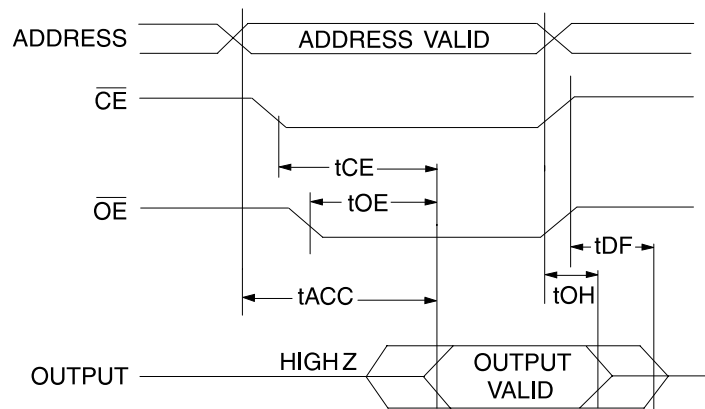 ADDRESS
ADDRESS VALID
CE
tCE
OE
tOE
tDF
tACC
tOH
OUTPUT
HIGH Z
OUTPUT
VALID